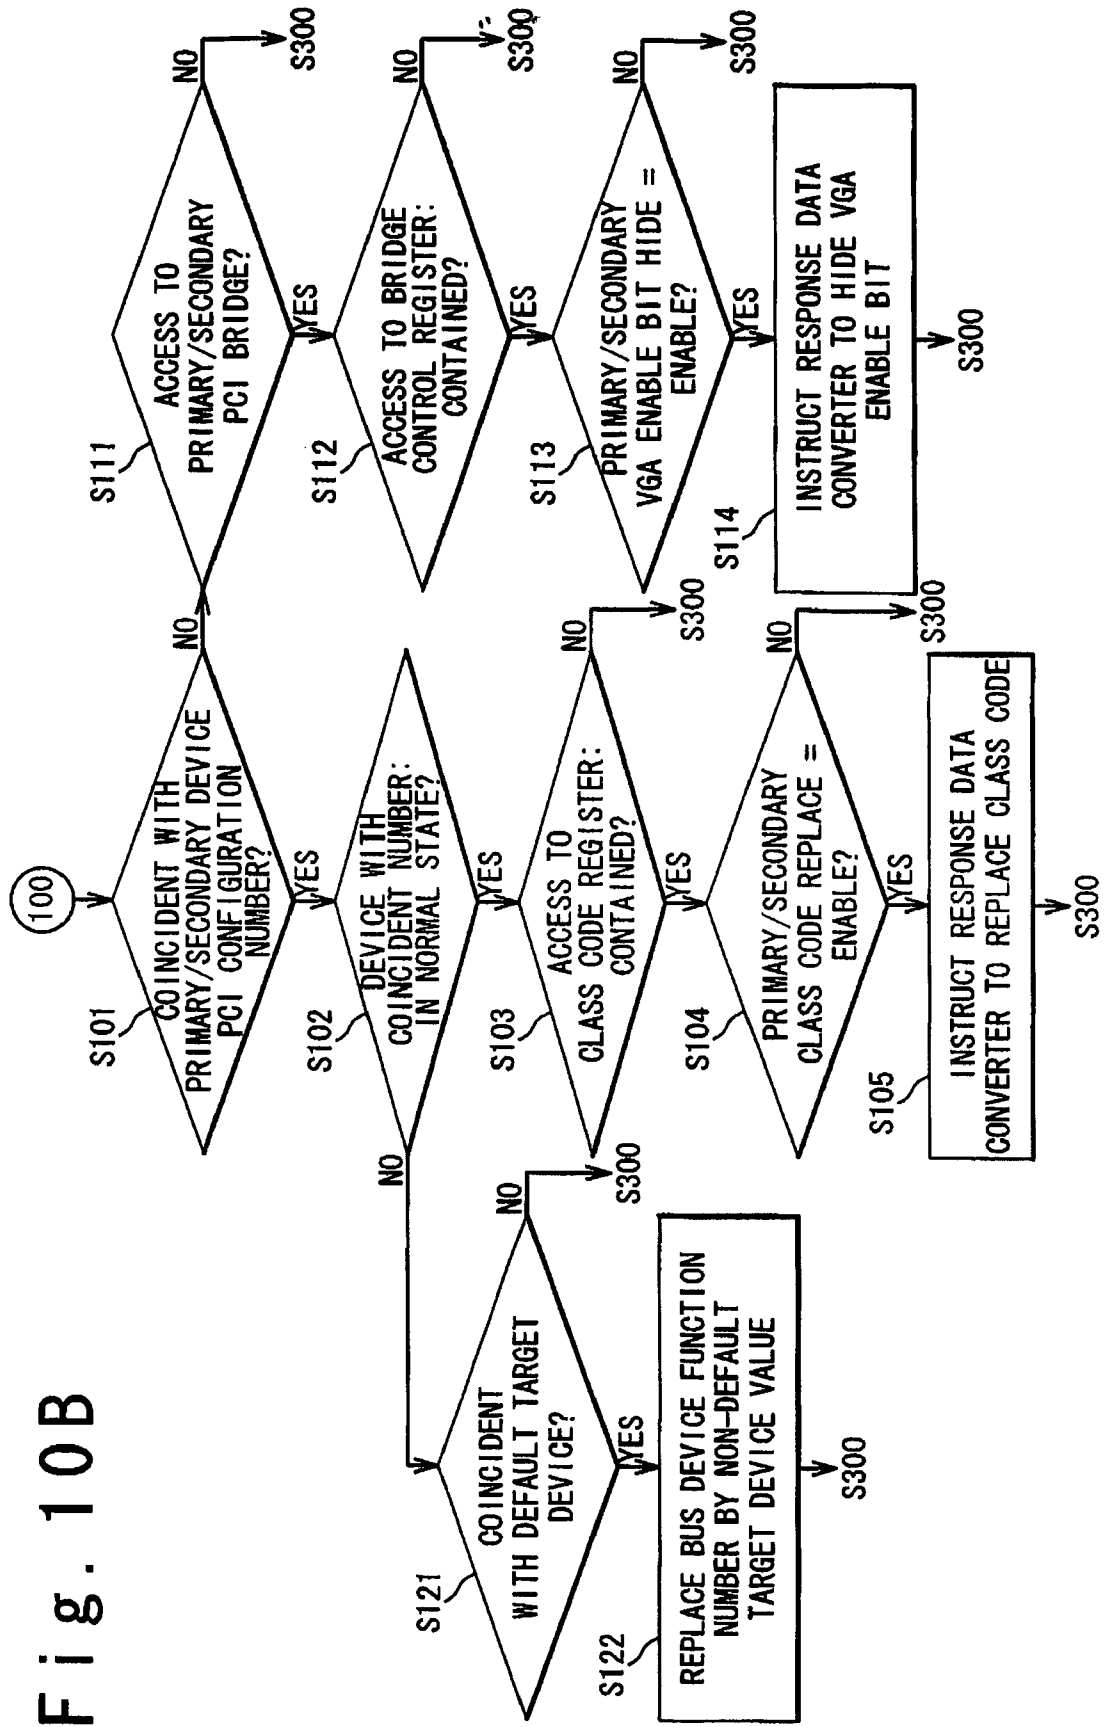 Fig. 10B
100
S101
COINCIDENT WITH
PRIMARY/SECONDARY DEVICE
PCI CONFIGURATION
NUMBER?
NO
YES
S102
DEVICE WITH
COINCIDENT NUMBER:
IN NORMAL STATE?
NO
YES
S103
ACCESS TO
CLASS CODE REGISTER:
CONTAINED?
NO
S300
YES
S104
PRIMARY/SECONDARY
CLASS CODE REPLACE =
ENABLE?
NO
S300
YES
S105
INSTRUCT RESPONSE DATA
CONVERTER TO REPLACE CLASS CODE
S300
S111
ACCESS TO
PRIMARY/SECONDARY
PCI BRIDGE?
NO
S300
YES
S112
ACCESS TO BRIDGE
CONTROL REGISTER:
CONTAINED?
NO
S300
YES
S113
PRIMARY/SECONDARY
VGA ENABLE BIT HIDE =
ENABLE?
NO
S300
YES
S114
INSTRUCT RESPONSE DATA
CONVERTER TO HIDE VGA
ENABLE BIT
S300
S121
COINCIDENT
WITH DEFAULT TARGET
DEVICE?
NO
S300
YES
S122
REPLACE BUS DEVICE FUNCTION
NUMBER BY NON-DEFAULT
TARGET DEVICE VALUE
S300